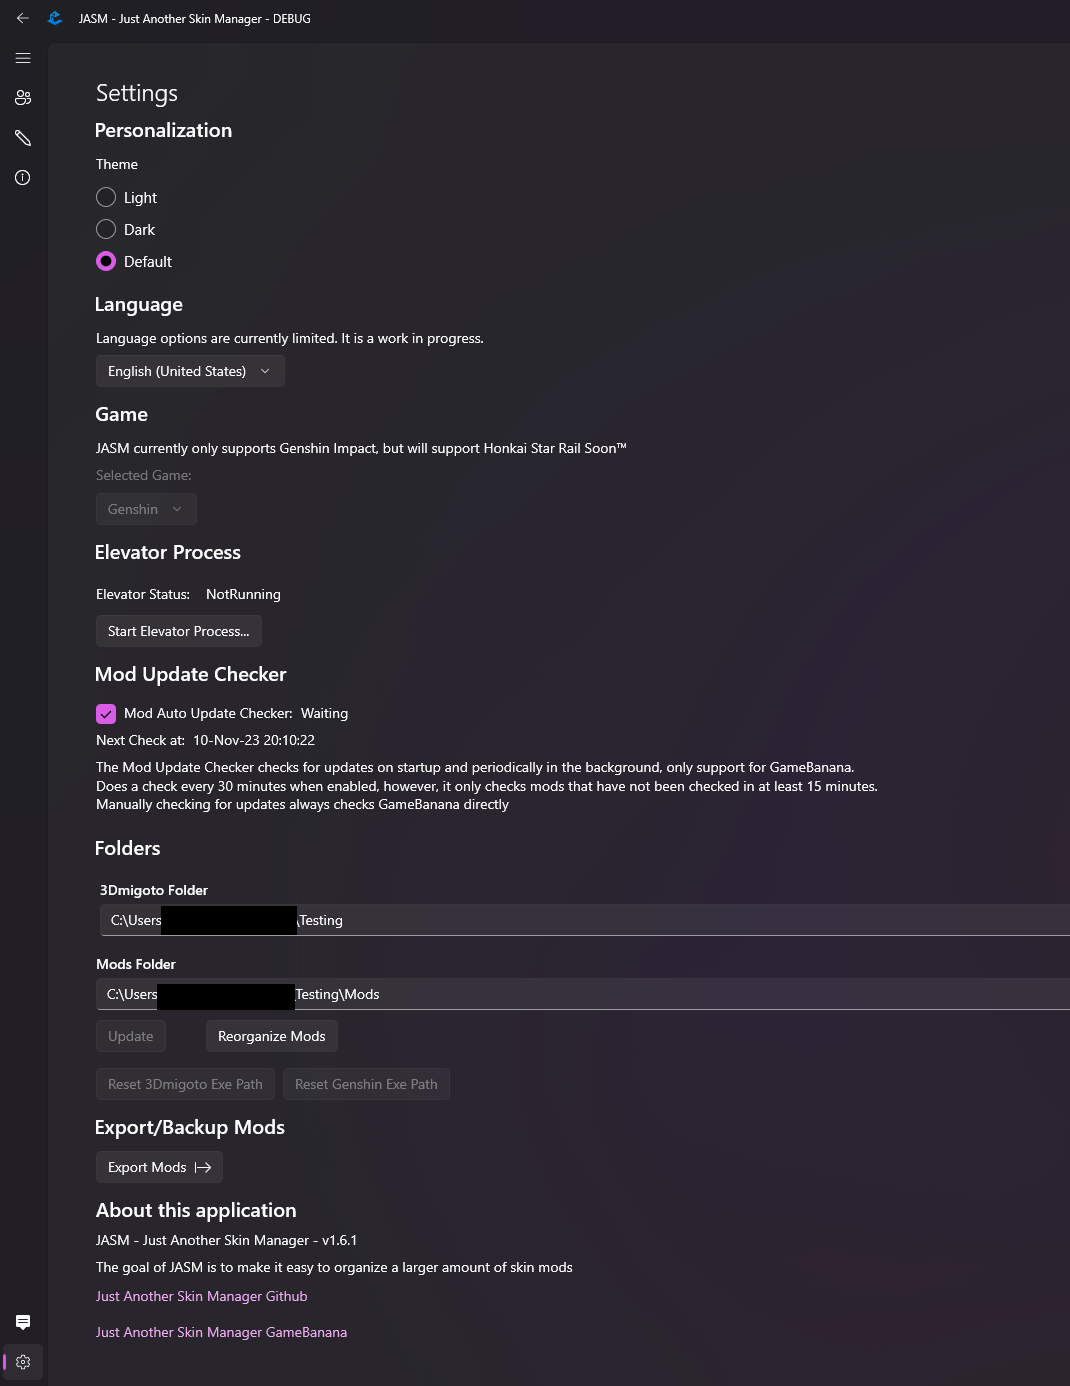 JASM - Just Another Skin Manager - DEBUG
Settings
Personalization
Theme
Light
Dark
Default
Language
Language options are currently limited. It is a work in progress.
English (United States)
Game
JASM currently only supports Genshin Impact, but will support Honkai Star Rail Soon™
Selected Game:
Genshin
Elevator Process
Elevator Status: NotRunning
Start Elevator Process...
Mod Update Checker
Mod Auto Update Checker: Waiting
Next Check at: 10-Nov-23 20:10:22
The Mod Update Checker checks for updates on startup and periodically in the background, only support for GameBanana.
Does a check every 30 minutes when enabled, however, it only checks mods that have not been checked in at least 15 minutes.
Manually checking for updates always checks GameBanana directly
Folders
3Dmigoto Folder
C:\Users \Testing
Mods Folder
C:\Users Testing\Mods
Update Reorganize Mods
Reset 3Dmigoto Exe Path Reset Genshin Exe Path
Export/Backup Mods
Export Mods
About this application
JASM - Just Another Skin Manager - v1.6.1
The goal of JASM is to make it easy to organize a larger amount of skin mods
Just Another Skin Manager Github
Just Another Skin Manager GameBanana